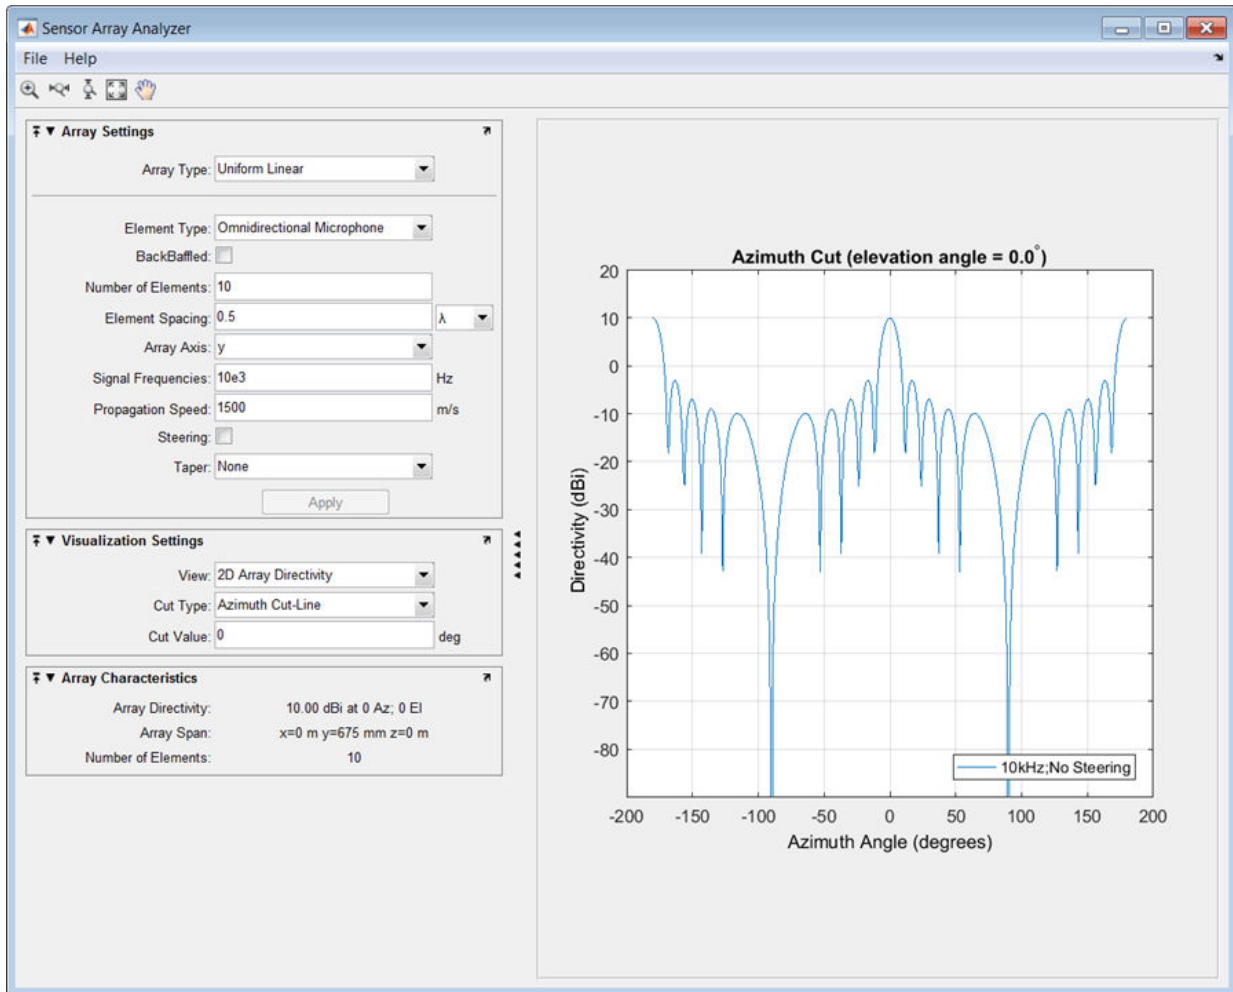 Sensor Array Analyzer
File Help
Array Settings
Array Type: Uniform Linear
Element Type: Omnidirectional Microphone
BackBaffled:
Number of Elements: 10
Element Spacing: 0.5 λ
Array Axis: y
Signal Frequencies: 10e3 Hz
Propagation Speed: 1500 m/s
Steering:
Taper: None
Apply
Visualization Settings
View: 2D Array Directivity
Cut Type: Azimuth Cut-Line
Cut Value: 0 deg
Array Characteristics
Array Directivity: 10.00 dBi at 0 Az; 0 El
Array Span: x=0 m y=675 mm z=0 m
Number of Elements: 10
Azimuth Cut (elevation angle = 0.0°)
20
10
0
-10
-20
-30
-40
-50
-60
-70
-80
Directivity (dBi)
10kHz;No Steering
-200 -150 -100 -50 0 50 100 150 200
Azimuth Angle (degrees)